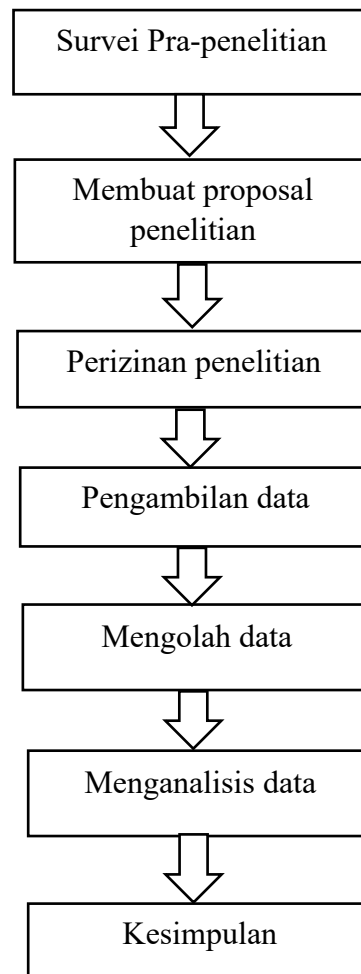 Survei Pra-penelitian
Membuat proposal
penelitian
Perizinan penelitian
Pengambilan data
Mengolah data
Menganalisis data
Kesimpulan